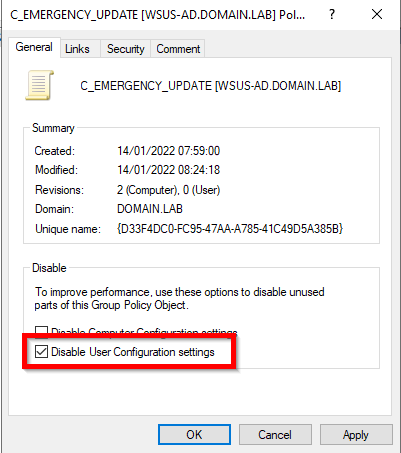 C_EMERGENCY_UPDATE [WSUS-AD.DOMAIN.LAB] Pol...
General Links Security Comment
C_EMERGENCY_UPDATE [WSUS-AD.DOMAIN.LAB]
Summary
Created: 14/01/2022 07:59:00
Modified: 14/01/2022 08:24:18
Revisions: 2 (Computer), 0 (User)
Domain: DOMAIN.LAB
Unique name: {D33F4DC0-FC95-47AA-A785-41C49D5A385B}
Disable
To improve performance, use these options to disable unused
parts of this Group Policy Object.
Disable Computer Configuration settings
Disable User Configuration settings
OK Cancel Apply